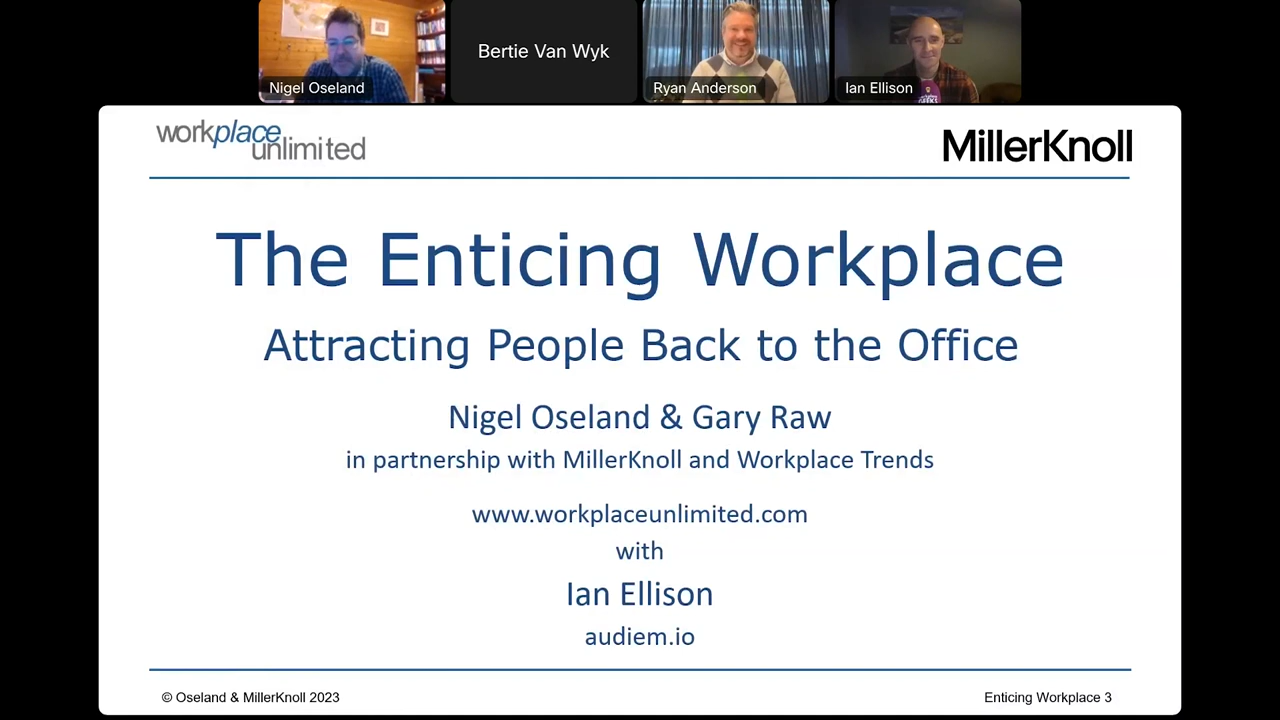 Nigel Oseland
Bertie Van Wyk
Ryan Anderson
Ian Ellison
workplace
unlimited
MillerKnoll
The Enticing Workplace
Attracting People Back to the Office
Nigel Oseland & Gary Raw
in partnership with MillerKnoll and Workplace Trends
www.workplaceunlimited.com
with
Ian Ellison
audiem.io
© Oseland & MillerKnoll 2023
Enticing Workplace 3